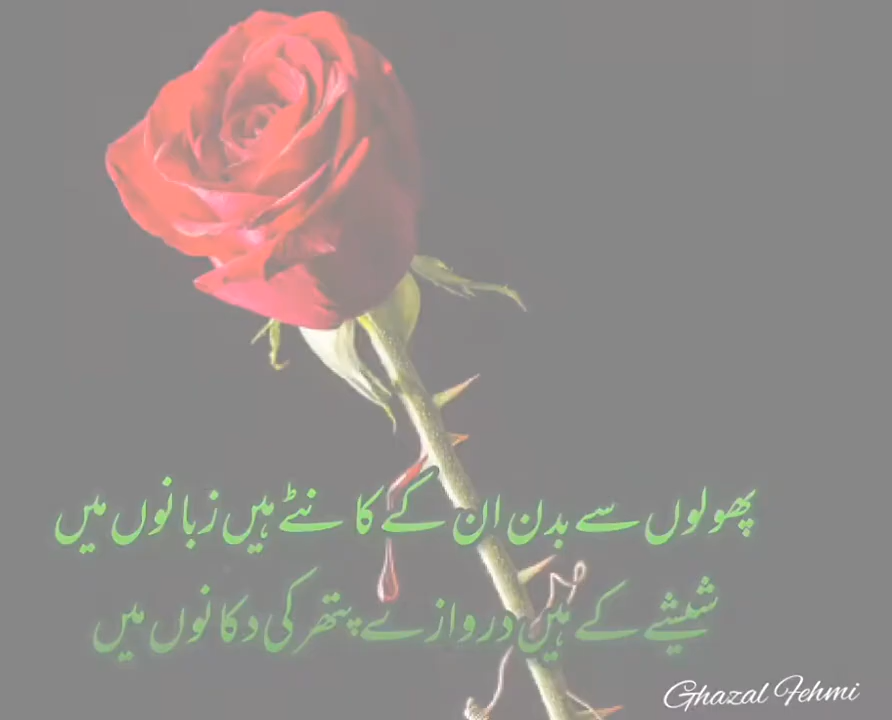 پھولوں سے بدن ان کے کانٹے ہیں زبانوں میں
شیشے کے ہیں دروازے پتھر کی دکانوں میں
Ghazal Fehmi